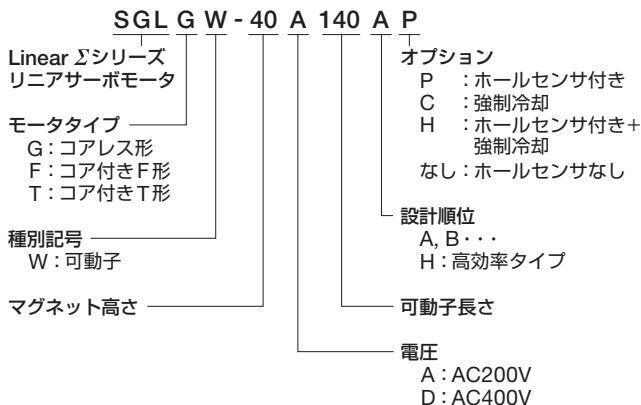 SGL G W - 40 A 140 A P
Linear Σシリーズ
リニアサーボモータ
モータタイプ
G：コアレス形
F：コア付きF形
T：コア付きT形
種別記号
W：可動子
マグネット高さ
オプション
P ：ホールセンサ付き
C ：強制冷却
H ：ホールセンサ付き+
強制冷却
なし：ホールセンサなし
設計順位
A, B･･･
H：高効率タイプ
可動子長さ
電圧
A：AC200V
D：AC400V